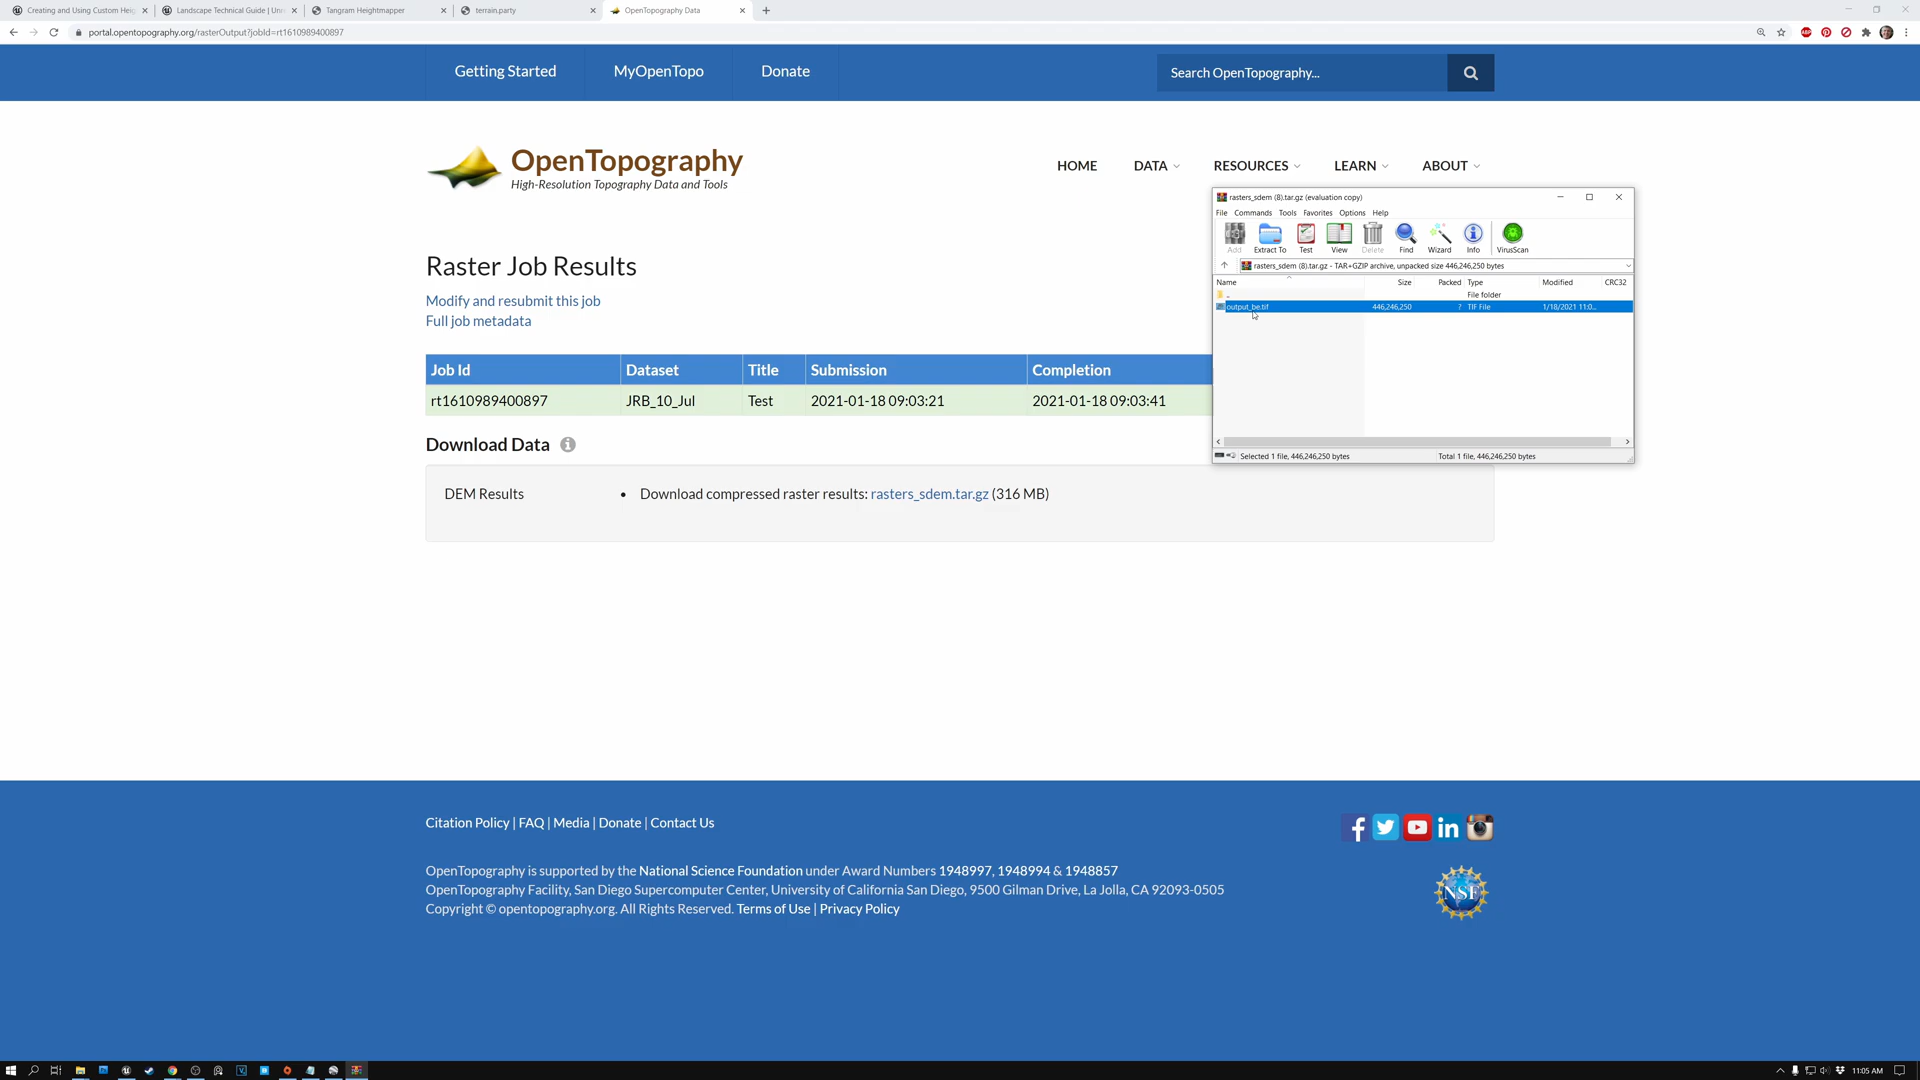 Creating and Using Custom Heig
Landscape Technical Guide | Unre
Tangram Heightmapper
terrain.party
OpenTopography Data
portal.opentopography.org/rasterOutput?jobId=rt1610989400897
Getting Started
MyOpenTopo
Donate
Search OpenTopography...
OpenTopography
High-Resolution Topography Data and Tools
HOME
DATA
RESOURCES
LEARN
ABOUT
rasters_sdem (8).tar.gz (evaluation copy)
File Commands Tools Favorites Options Help
Add Extract To Test View Delete Find Wizard Info VirusScan
rasters_sdem (8).tar.gz - TAR+GZIP archive, unpacked size 446,246,250 bytes
Name Size Packed Type Modified CRC32
.. File folder
output_be.tif 446,246,250 ? TIF File 1/18/2021 11:0...
Selected 1 file, 446,246,250 bytes Total 1 file, 446,246,250 bytes
Raster Job Results
Modify and resubmit this job
Full job metadata
Job Id Dataset Title Submission Completion
rt1610989400897 JRB_10_Jul Test 2021-01-18 09:03:21 2021-01-18 09:03:41
Download Data
DEM Results • Download compressed raster results: rasters_sdem.tar.gz (316 MB)
Citation Policy | FAQ | Media | Donate | Contact Us
OpenTopography is supported by the National Science Foundation under Award Numbers 1948997, 1948994 & 1948857
OpenTopography Facility, San Diego Supercomputer Center, University of California San Diego, 9500 Gilman Drive, La Jolla, CA 92093-0505
Copyright © opentopography.org. All Rights Reserved. Terms of Use | Privacy Policy
NSF
11:05 AM